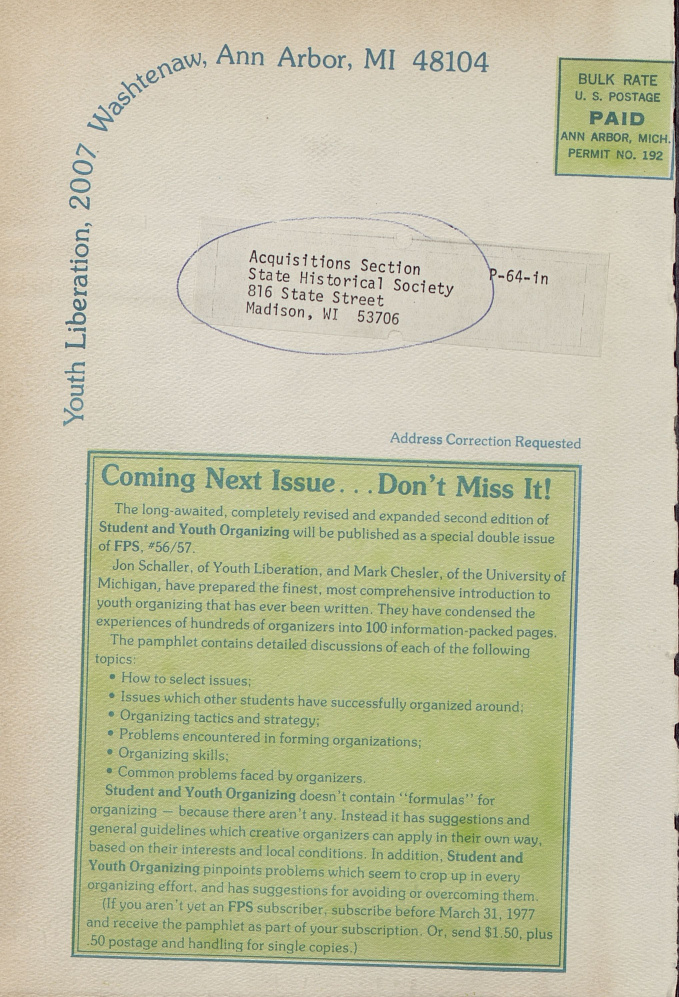 Youth Liberation, 2007 Washtenaw, Ann Arbor, MI 48104
BULK RATE
U. S. POSTAGE
PAID
ANN ARBOR, MICH.
PERMIT NO. 192
Acquisitions Section
State Historical Society
816 State Street
Madison, WI 53706
P-64-in
Address Correction Requested
Coming Next Issue . . . Don't Miss It!
The long-awaited, completely revised and expanded second edition of
Student and Youth Organizing will be published as a special double issue
of FPS, #56/57.
Jon Schaller, of Youth Liberation, and Mark Chesler, of the University of
Michigan, have prepared the finest, most comprehensive introduction to
youth organizing that has ever been written. They have condensed the
experiences of hundreds of organizers into 100 information-packed pages.
The pamphlet contains detailed discussions of each of the following
topics:
• How to select issues;
• Issues which other students have successfully organized around;
• Organizing tactics and strategy;
• Problems encountered in forming organizations;
• Organizing skills;
• Common problems faced by organizers.
Student and Youth Organizing doesn't contain "formulas" for
organizing — because there aren't any. Instead it has suggestions and
general guidelines which creative organizers can apply in their own way,
based on their interests and local conditions. In addition, Student and
Youth Organizing pinpoints problems which seem to crop up in every
organizing effort, and has suggestions for avoiding or overcoming them.
(If you aren't yet an FPS subscriber, subscribe before March 31, 1977
and receive the pamphlet as part of your subscription. Or, send $1.50, plus
.50 postage and handling for single copies.)